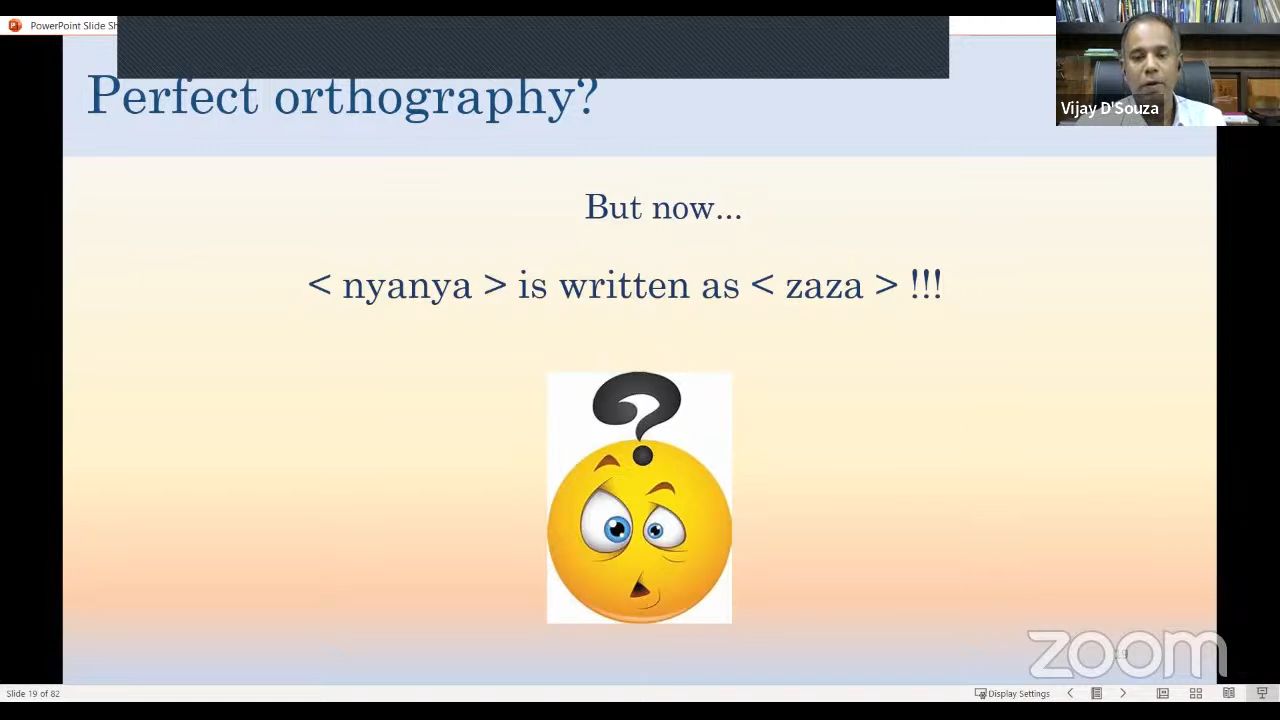 PowerPoint Slide Sh
Vijay D'Souza
Perfect orthography?
But now...
< nyanya > is written as < zaza > !!!
?
zoom
19
Slide 19 of 82
Display Settings